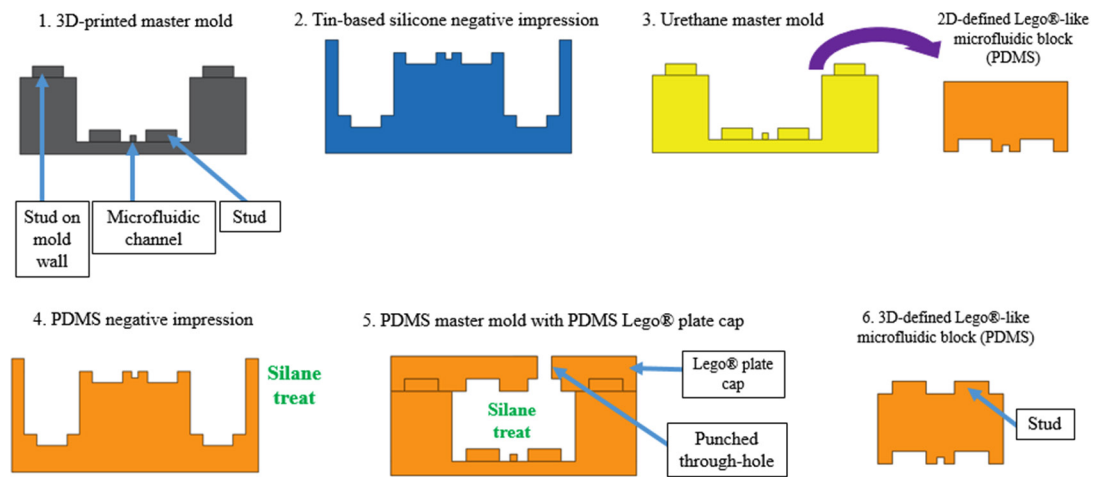 1. 3D-printed master mold
2. Tin-based silicone negative impression
3. Urethane master mold
2D-defined Lego®-like
microfluidic block
(PDMS)
Stud on
mold
wall
Microfluidic
channel
Stud
4. PDMS negative impression
Silane
treat
5. PDMS master mold with PDMS Lego® plate cap
Silane
treat
Lego® plate
cap
Punched
through-hole
6. 3D-defined Lego®-like
microfluidic block (PDMS)
Stud